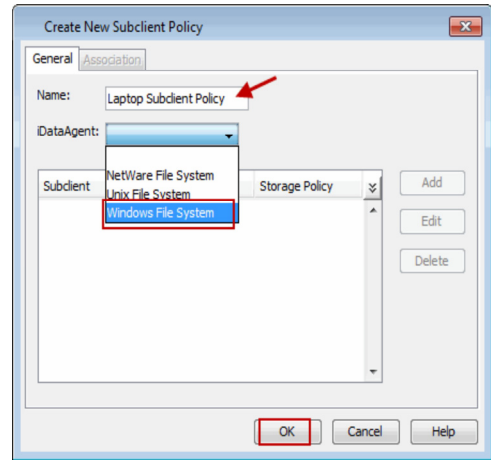 Create New Subclient Policy
General Association
Name: Laptop Subclient Policy
iDataAgent:
NetWare File System
Subclient Storage Policy Add
Unix File System
Windows File System
Edit
Delete
OK Cancel Help